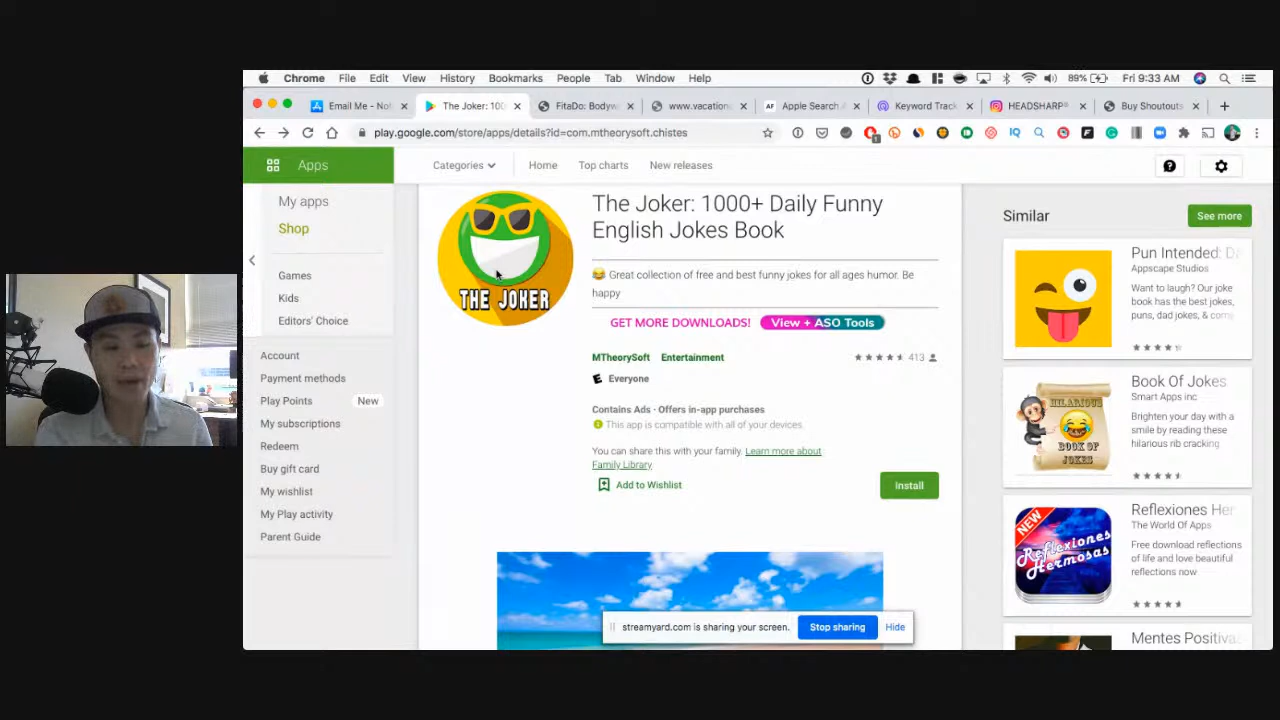 Chrome File Edit View History Bookmarks People Tab Window Help 89% Fri 9:33 AM
Email Me - No
The Joker: 100
FitaDo: Bodyw
www.vacation
Apple Search
Keyword Track
HEADSHARP
Buy Shoutouts
play.google.com/store/apps/details?id=com.mtheorysoft.chistes
Apps
Categories
Home
Top charts
New releases
My apps
Shop
Games
Kids
Editors' Choice
Account
Payment methods
Play Points New
My subscriptions
Redeem
Buy gift card
My wishlist
My Play activity
Parent Guide
THE JOKER
The Joker: 1000+ Daily Funny
English Jokes Book
Great collection of free and best funny jokes for all ages humor. Be
happy
GET MORE DOWNLOADS! View + ASO Tools
MTheorySoft Entertainment 413
E Everyone
Contains Ads · Offers in-app purchases
This app is compatible with all of your devices.
You can share this with your family. Learn more about
Family Library
Add to Wishlist
Install
streamyard.com is sharing your screen. Stop sharing Hide
Similar
See more
Pun Intended: Da
Appscape Studios
Want to laugh? Our joke
book has the best jokes,
puns, dad jokes, & com
HILARIOUS
BOOK OF
JOKES
Book Of Jokes
Smart Apps inc
Brighten your day with a
smile by reading these
hilarious rib cracking
NEW
Reflexiones
Hermosas
Reflexiones Her
The World Of Apps
Free download reflections
of life and love beautiful
reflections now
Mentes Positivas